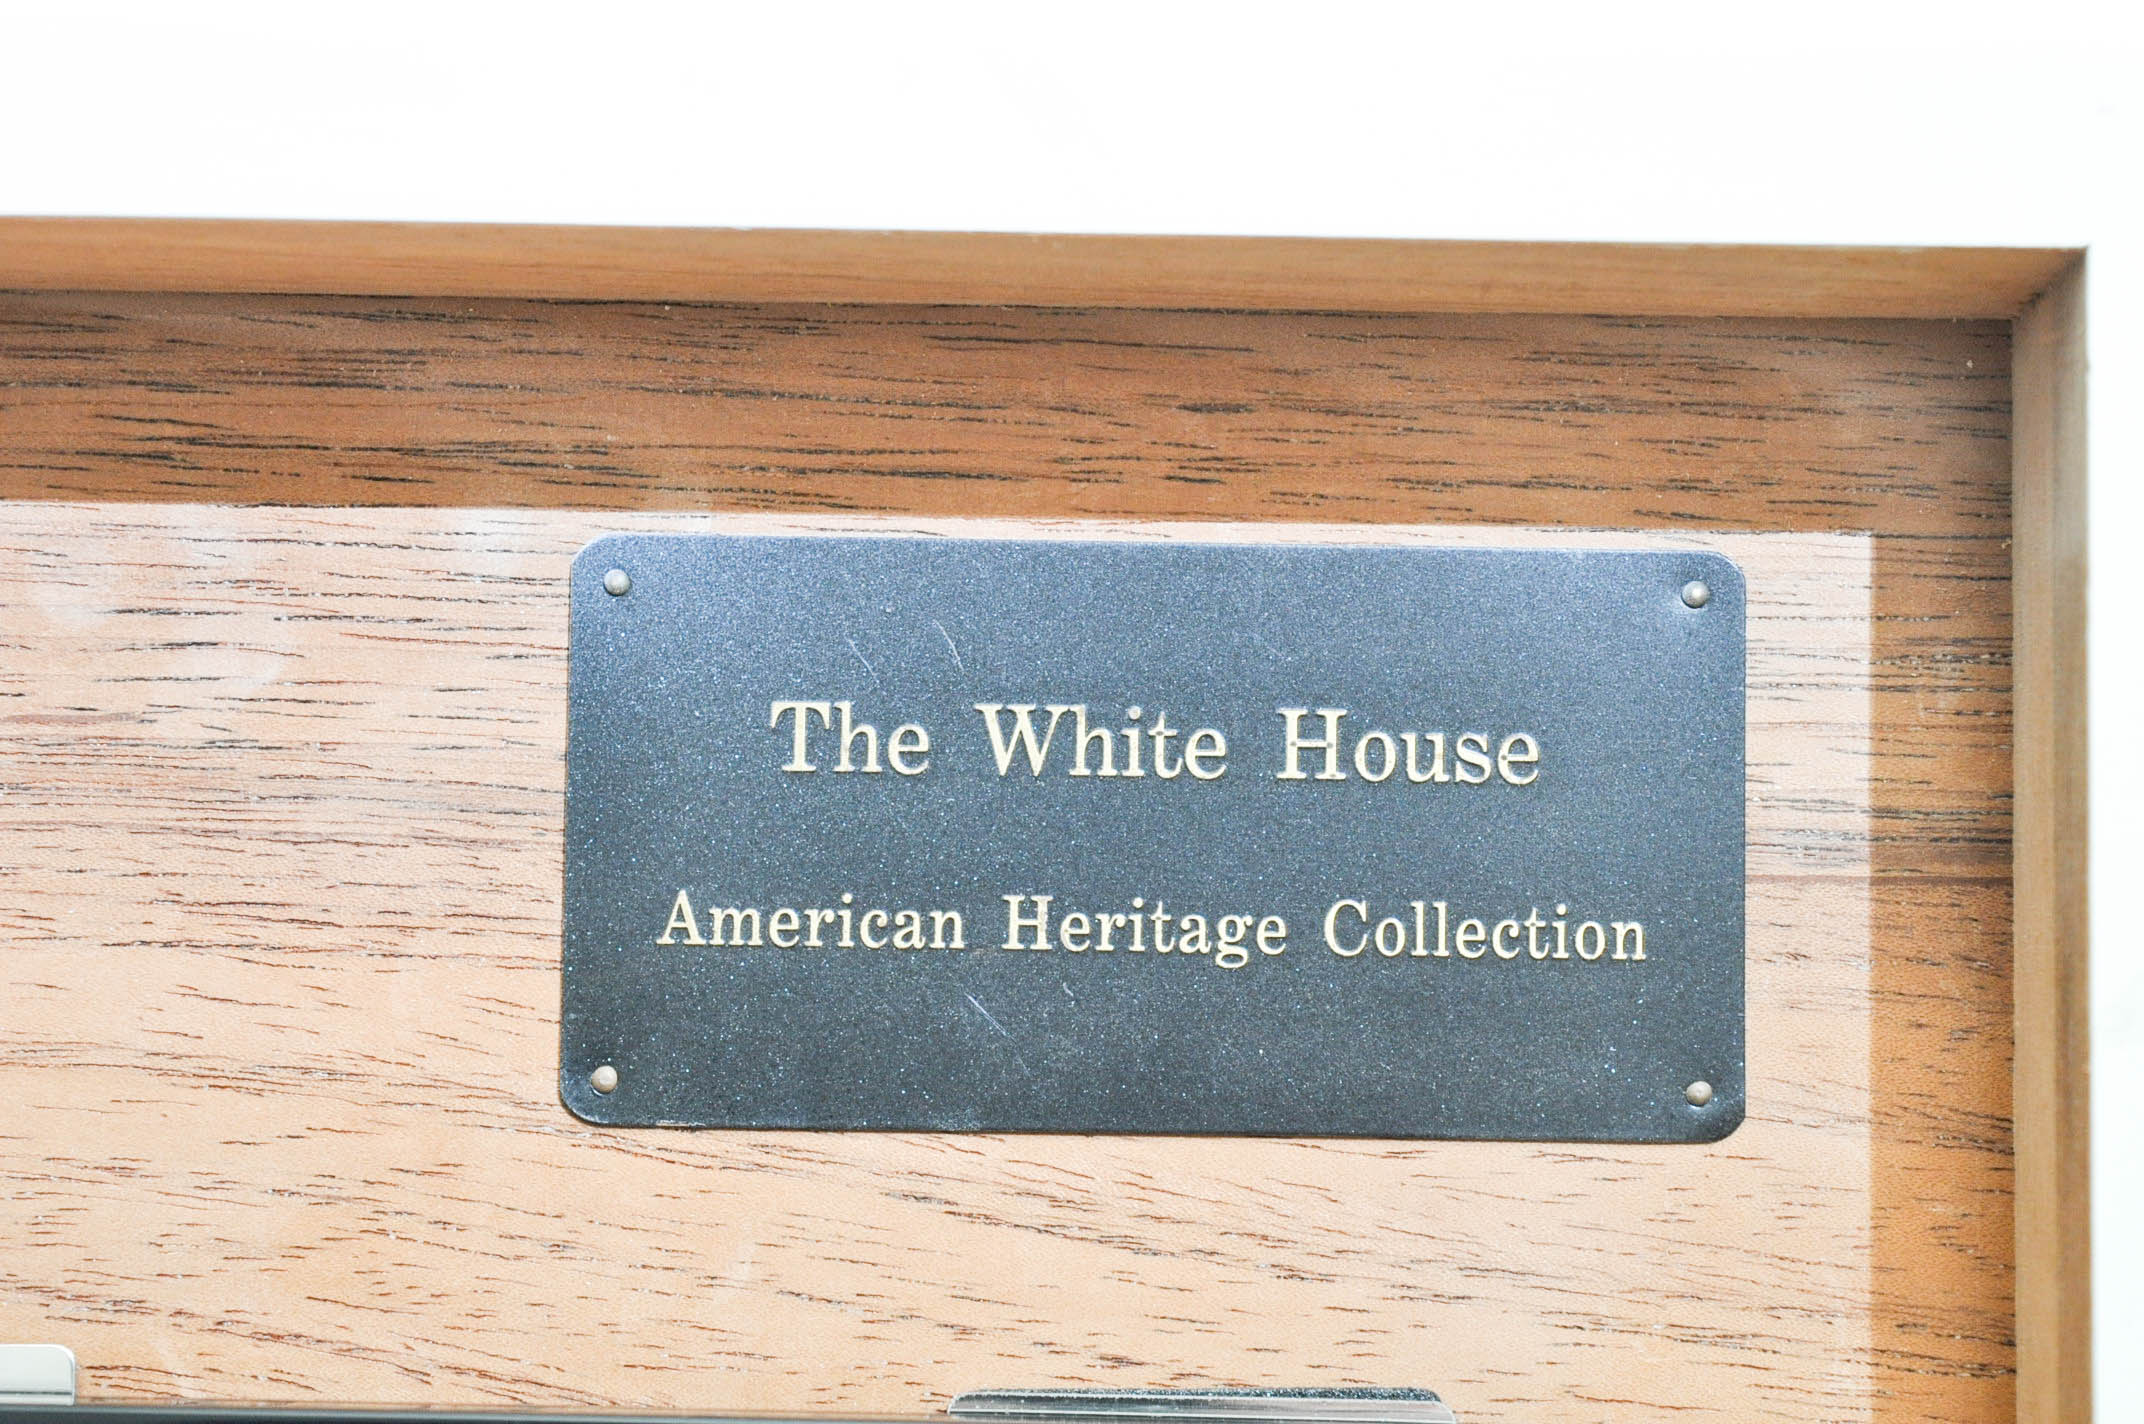 The White House
American Heritage Collection